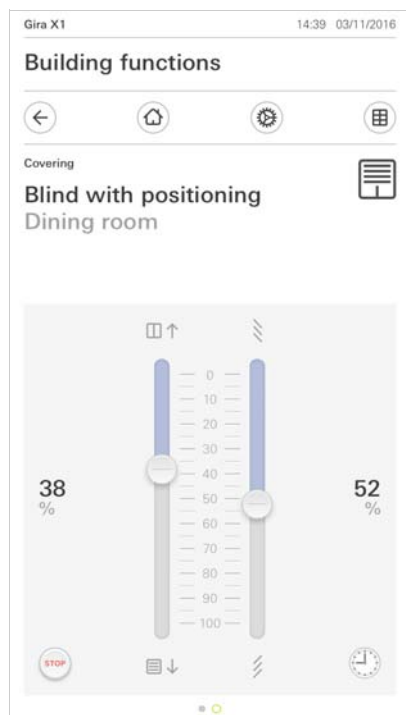 Gira X1 14:39 03/11/2016
Building functions
Covering
Blind with positioning
Dining room
0
10
20
30
40
50
60
70
80
90
100
38
%
52
%
STOP